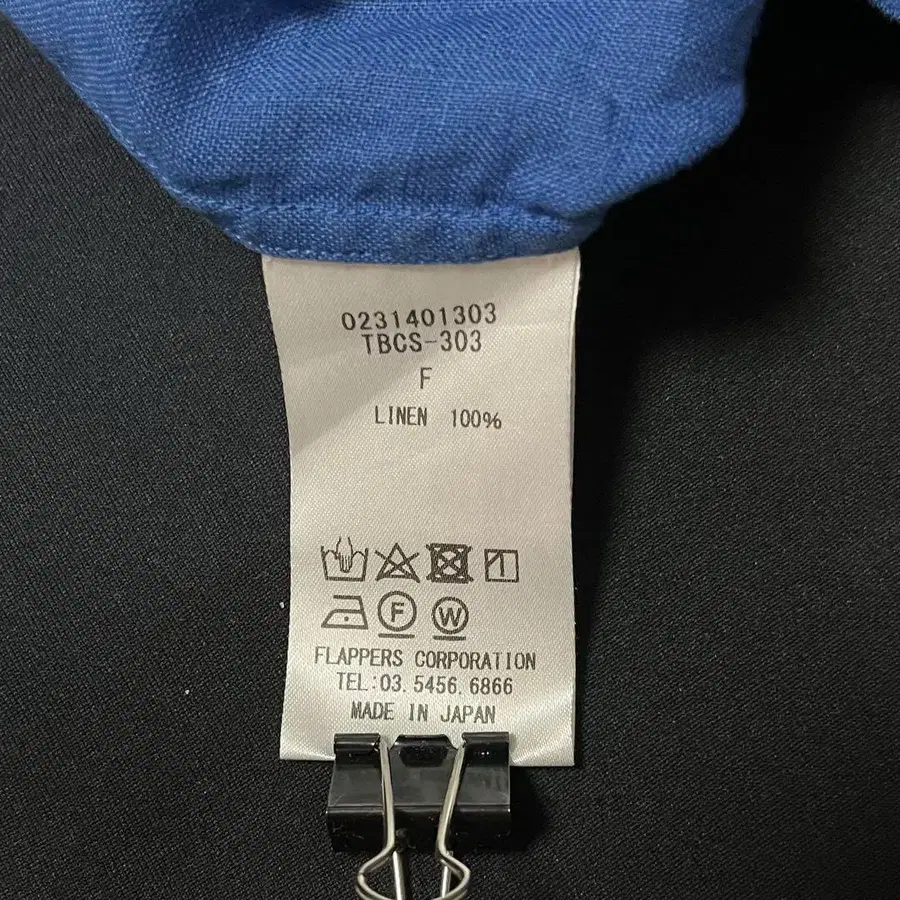 0231401303
TBCS-303
F
LINEN 100%
F W
FLAPPERS CORPORATION
TEL:03.5456.6866
MADE IN JAPAN